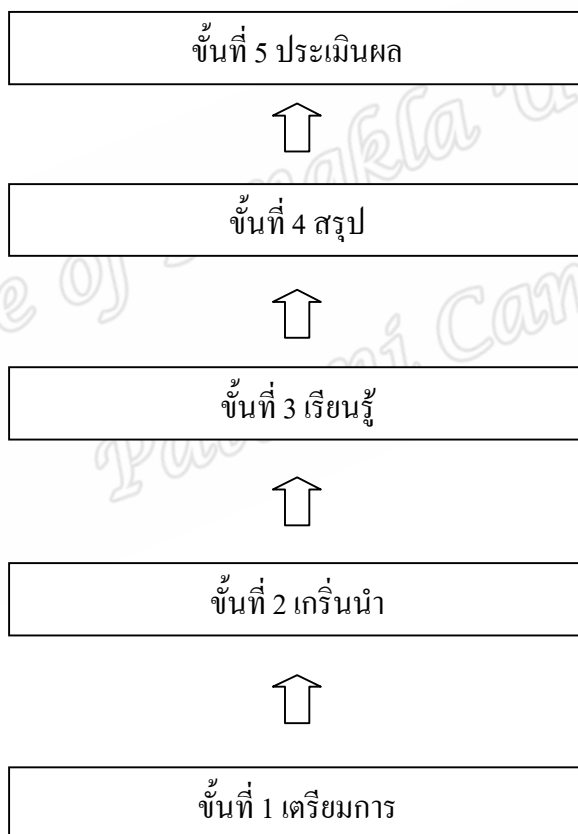 ขั้นที่ 5 ประเมินผล
ขั้นที่ 4 สรุป
ขั้นที่ 3 เรียนรู้
ขั้นที่ 2 เกริ่นนำ
ขั้นที่ 1 เตรียมการ